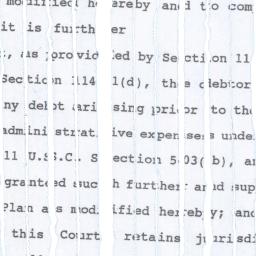 modified hereby and to com
it is further
, as provided by Section 11
Section 1141(d), the debtor
ny debt arising prior to the
administrative expenses unde
11 U.S.C. Section 503(b), a
granted such further and sup
Plan as modified hereby; and
this Court retains jurisdi